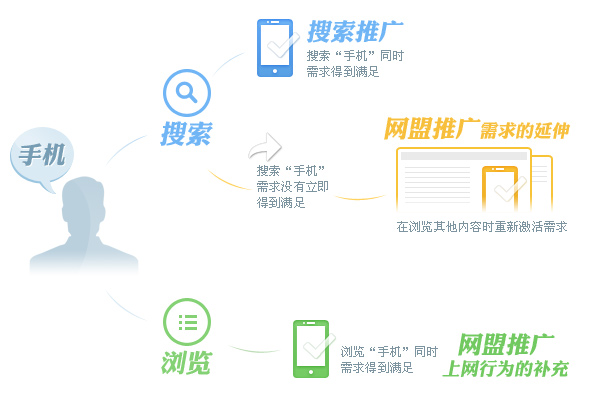 手机
搜索
搜索推广
搜索“手机”同时
需求得到满足
搜索“手机”
需求没有立即
得到满足
网盟推广需求的延伸
在浏览其他内容时重新激活需求
浏览
浏览“手机”同时
需求得到满足
网盟推广
上网行为的补充